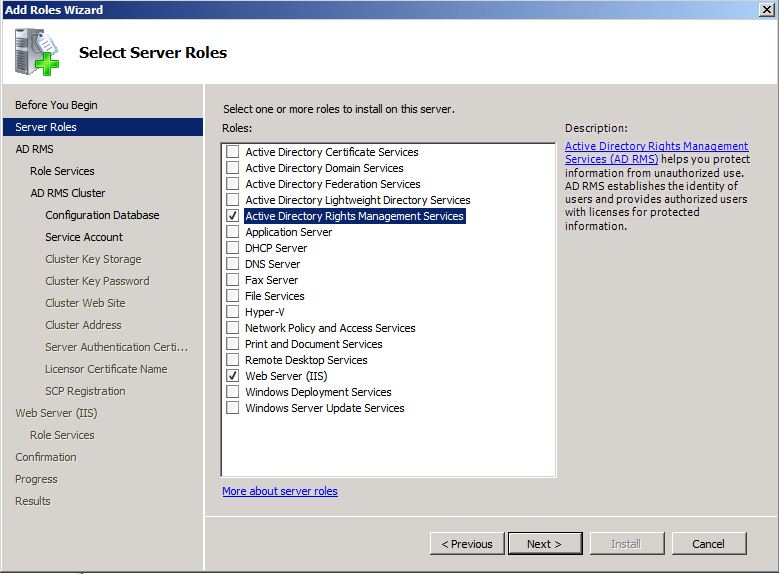 Add Roles Wizard
Select Server Roles
Before You Begin
Server Roles
AD RMS
Role Services
AD RMS Cluster
Configuration Database
Service Account
Cluster Key Storage
Cluster Key Password
Cluster Web Site
Cluster Address
Server Authentication Certi...
Licensor Certificate Name
SCP Registration
Web Server (IIS)
Role Services
Confirmation
Progress
Results
Select one or more roles to install on this server.
Roles:
Active Directory Certificate Services
Active Directory Domain Services
Active Directory Federation Services
Active Directory Lightweight Directory Services
Active Directory Rights Management Services
Application Server
DHCP Server
DNS Server
Fax Server
File Services
Hyper-V
Network Policy and Access Services
Print and Document Services
Remote Desktop Services
Web Server (IIS)
Windows Deployment Services
Windows Server Update Services
More about server roles
Description:
Active Directory Rights Management
Services (AD RMS) helps you protect
information from unauthorized use.
AD RMS establishes the identity of
users and provides authorized users
with licenses for protected
information.
< Previous
Next >
Install
Cancel